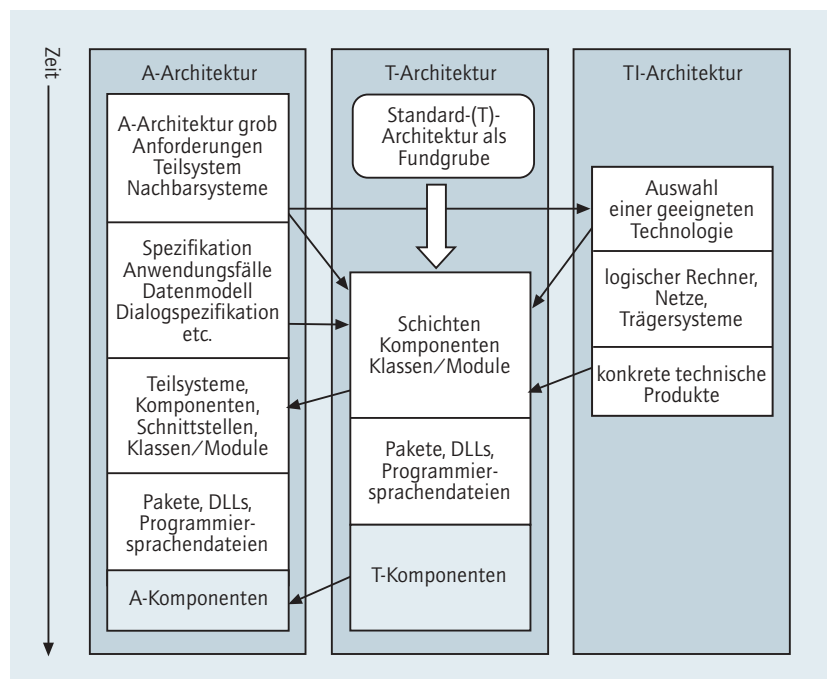 Zeit
A-Architektur
A-Architektur grob
Anforderungen
Teilsystem
Nachbarsysteme
Spezifikation
Anwendungsfälle
Datenmodell
Dialogspezifikation
etc.
Teilsysteme,
Komponenten,
Schnittstellen,
Klassen/Module
Pakete, DLLs,
Programmier-
sprachendateien
A-Komponenten
T-Architektur
Standard-(T)-
Architektur als
Fundgrube
Schichten
Komponenten
Klassen/Module
Pakete, DLLs,
Programmier-
sprachendateien
T-Komponenten
TI-Architektur
Auswahl
einer geeigneten
Technologie
logischer Rechner,
Netze,
Trägersysteme
konkrete technische
Produkte